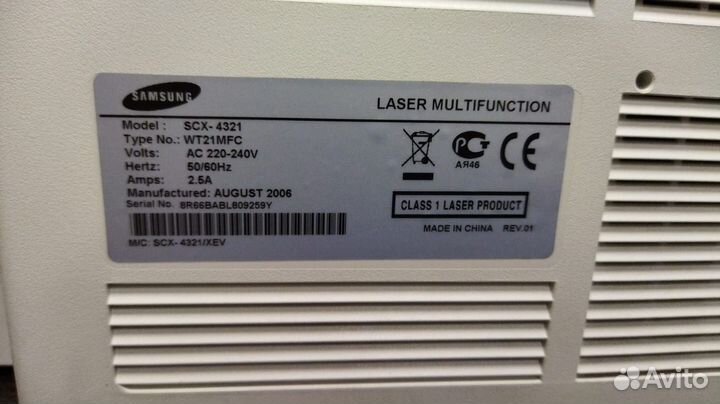 SAMSUNG
LASER MULTIFUNCTION
Model : SCX- 4321
Type No.: WT21MFC
Volts: AC 220-240V
Hertz: 50/60Hz
Amps: 2.5A
Manufactured: AUGUST 2006
Serial No. 8R66BABL809259Y
M/C: SCX- 4321/XEV
РСТ
АЯ46
CE
CLASS 1 LASER PRODUCT
MADE IN CHINA REV.01
Avito